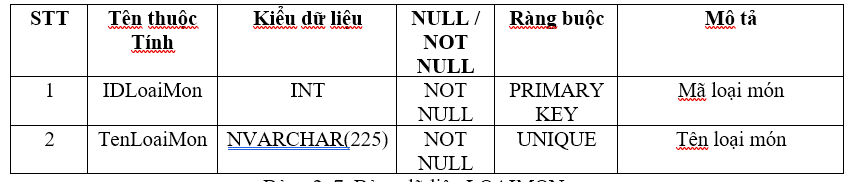 STT Tên thuộc Tính Kiểu dữ liệu NULL / NOT NULL Ràng buộc Mô tả
1 IDLoaiMon INT NOT NULL PRIMARY KEY Mã loại món
2 TenLoaiMon NVARCHAR(225) NOT NULL UNIQUE Tên loại món